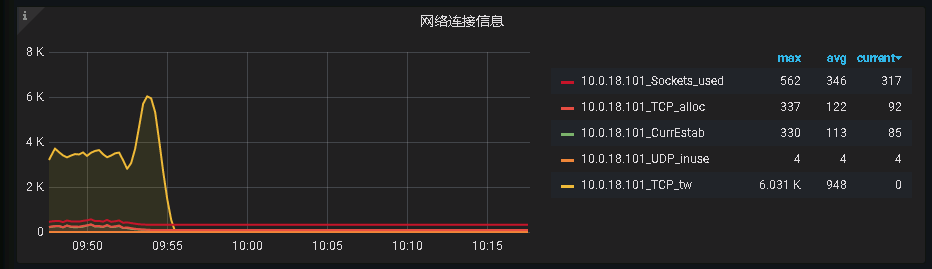 i
网络连接信息
8 K
6 K
4 K
2 K
0
09:50 09:55 10:00 10:05 10:10 10:15
max avg current
10.0.18.101_Sockets_used 562 346 317
10.0.18.101_TCP_alloc 337 122 92
10.0.18.101_CurrEstab 330 113 85
10.0.18.101_UDP_inuse 4 4 4
10.0.18.101_TCP_tw 6.031 K 948 0